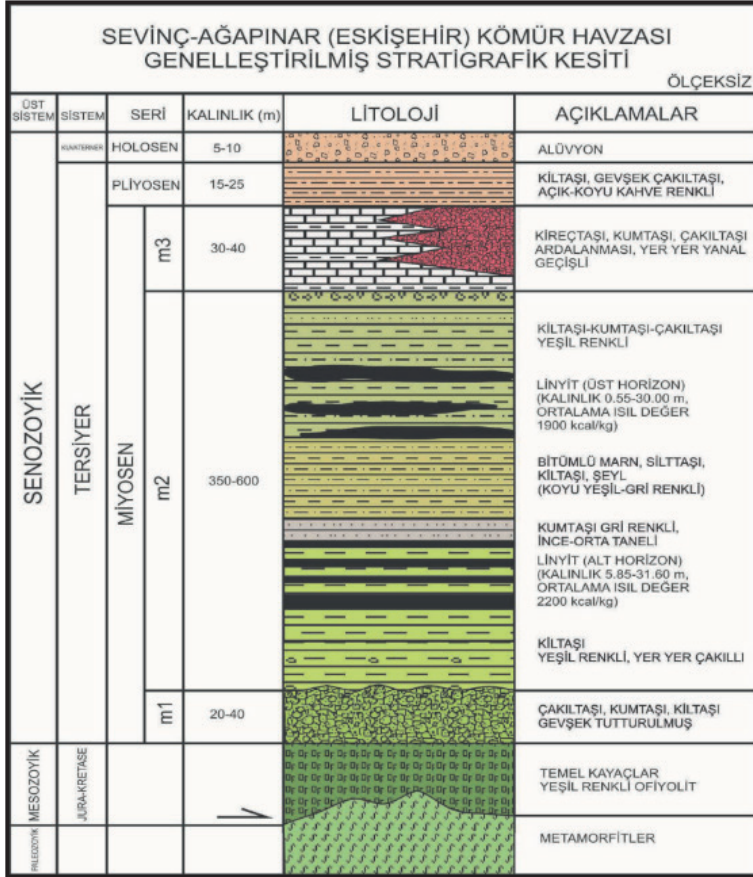 SEVİNÇ-AĞAPINAR (ESKİŞEHİR) KÖMÜR HAVZASI
GENELLEŞTİRİLMİŞ STRATİGRAFİK KESİTİ
ÖLÇEKSİZ
ÜST SİSTEM
SİSTEM
SERİ
KALINLIK (m)
LİTOLOJİ
AÇIKLAMALAR
SENOZOYİK
KUVATERNER
HOLOSEN
5-10
ALÜVYON
TERSİYER
PLİYOSEN
15-25
KİLTAŞI, GEVŞEK ÇAKILTAŞI,
AÇIK-KOYU KAHVE RENKLİ
MİYOSEN
m3
30-40
KİREÇTAŞI, KUMTAŞI, ÇAKILTAŞI
ARDALANMASI, YER YER YANAL
GEÇİŞLİ
m2
350-600
KİLTAŞI-KUMTAŞI-ÇAKILTAŞI
YEŞİL RENKLİ
LİNYİT (ÜST HORİZON)
(KALINLIK 0.55-30.00 m,
ORTALAMA ISIL DEĞER
1900 kcal/kg)
BİTÜMLÜ MARN, SİLTTAŞI,
KİLTAŞI, ŞEYL
(KOYU YEŞİL-GRİ RENKLİ)
KUMTAŞI GRİ RENKLİ,
İNCE-ORTA TANELİ
LİNYİT (ALT HORİZON)
(KALINLIK 5.85-31.60 m,
ORTALAMA ISIL DEĞER
2200 kcal/kg)
KİLTAŞI
YEŞİL RENKLİ, YER YER ÇAKILLI
m1
20-40
ÇAKILTAŞI, KUMTAŞI, KİLTAŞI
GEVŞEK TUTTURULMUŞ
MESOZOYİK
JURA-KRETASE
TEMEL KAYAÇLAR
YEŞİL RENKLİ OFİYOLİT
METAMORFİTLER